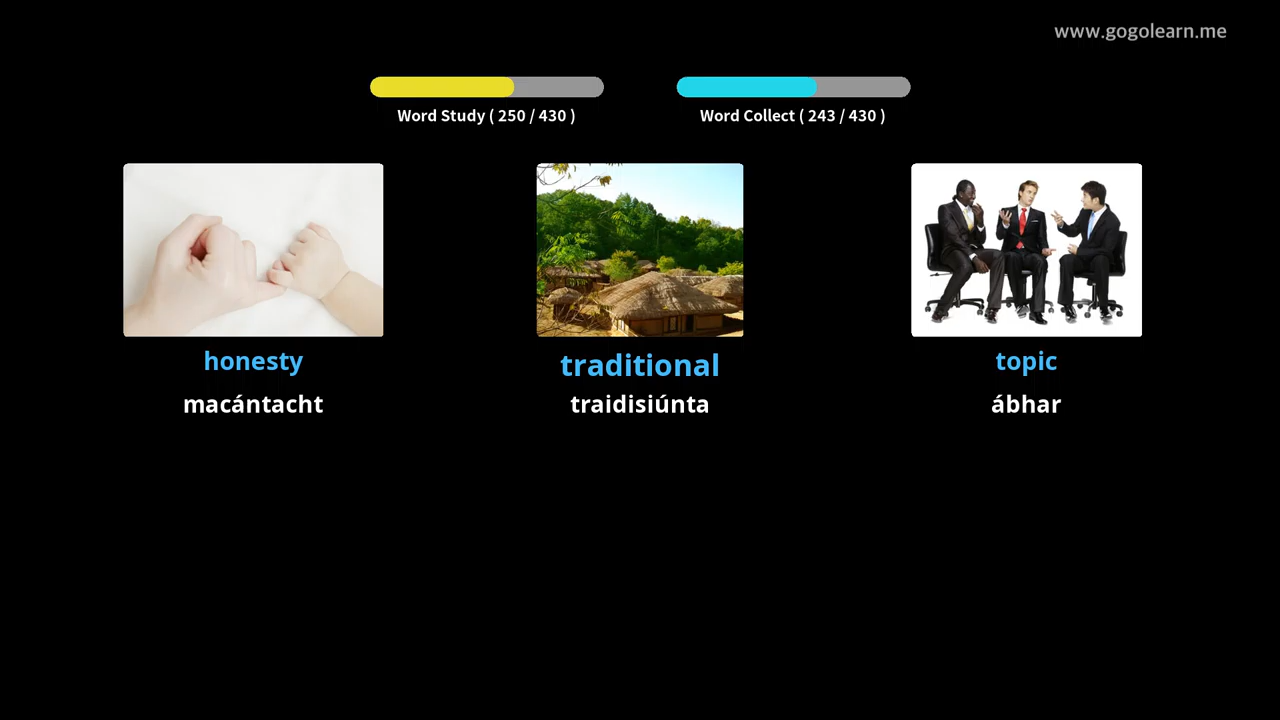 www.gogolearn.me
Word Study ( 250 / 430 )
Word Collect ( 243 / 430 )
honesty
macántacht
traditional
traidisiúnta
topic
ábhar